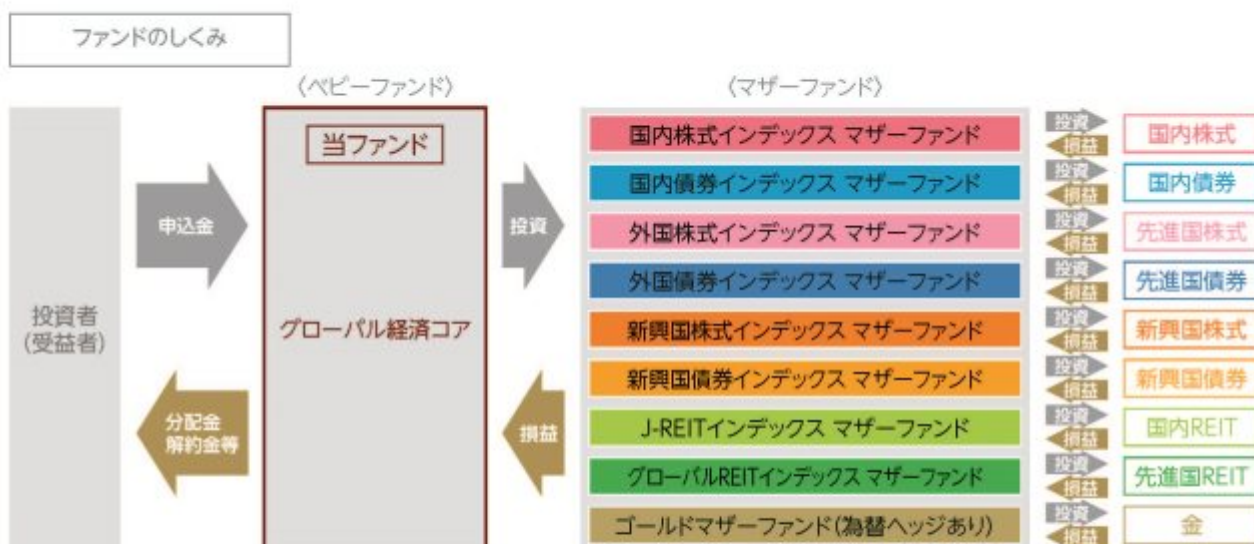 ファンドのしくみ
〈ベビーファンド〉
〈マザーファンド〉
投資者
(受益者)
申込金
分配金
解約金等
当ファンド
グローバル経済コア
投資
損益
国内株式インデックス マザーファンド
投資
損益
国内株式
国内債券インデックス マザーファンド
投資
損益
国内債券
外国株式インデックス マザーファンド
投資
損益
先進国株式
外国債券インデックス マザーファンド
投資
損益
先進国債券
新興国株式インデックス マザーファンド
投資
損益
新興国株式
新興国債券インデックス マザーファンド
投資
損益
新興国債券
J-REITインデックス マザーファンド
投資
損益
国内REIT
グローバルREITインデックス マザーファンド
投資
損益
先進国REIT
ゴールドマザーファンド(為替ヘッジあり)
投資
損益
金